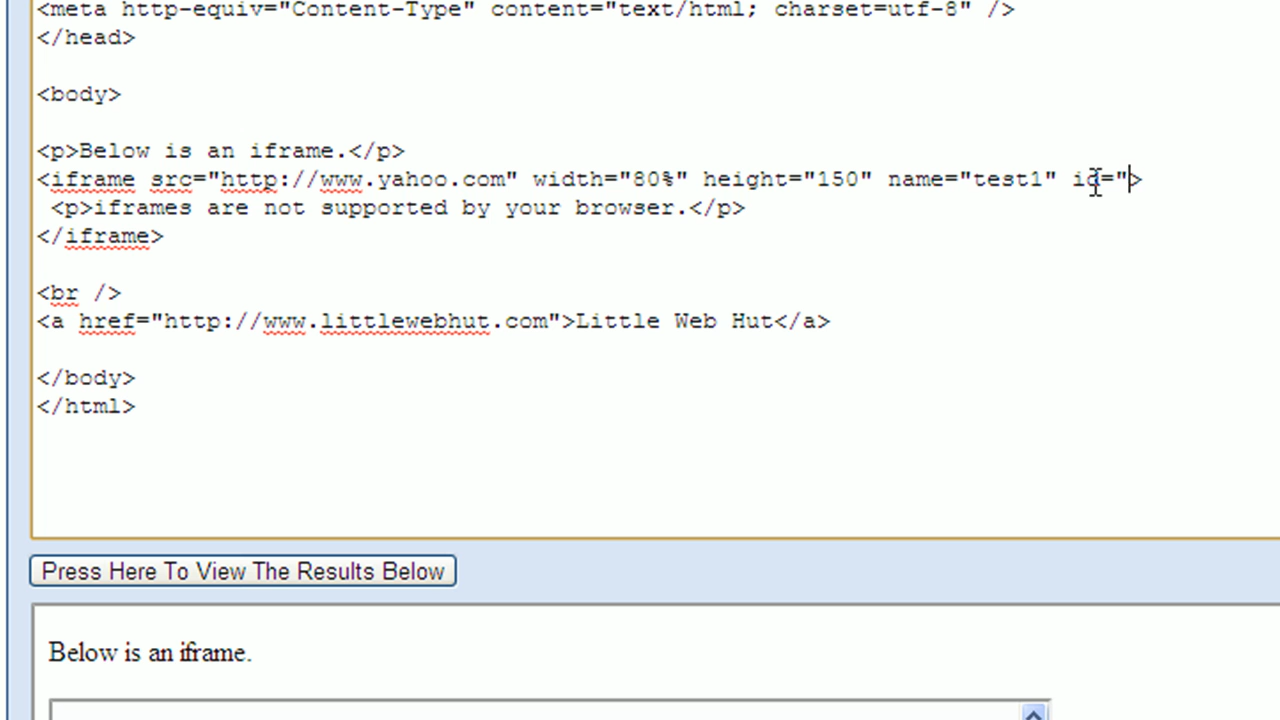 <meta http-equiv="Content-Type" content="text/html; charset=utf-8" />
</head>
<body>
<p>Below is an iframe.</p>
<iframe src="http://www.yahoo.com" width="80%" height="150" name="test1" id=">
<p>iframes are not supported by your browser.</p>
</iframe>
<br />
<a href="http://www.littlewebhut.com">Little Web Hut</a>
</body>
</html>
Press Here To View The Results Below
Below is an iframe.